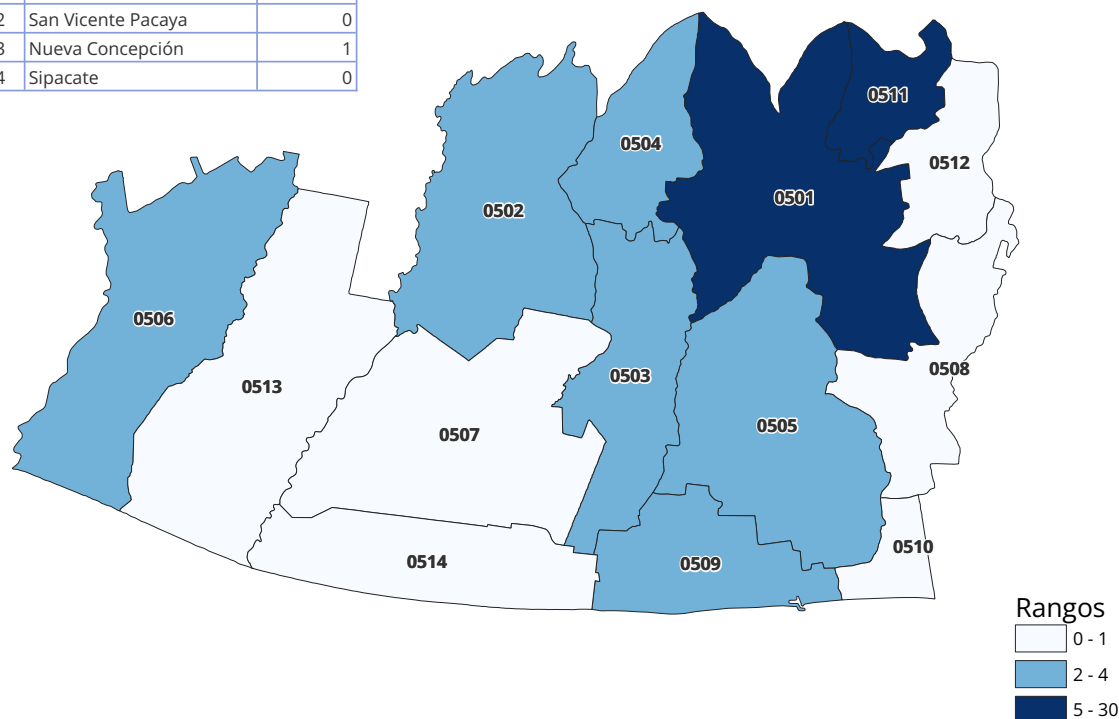 2 San Vicente Pacaya 0
3 Nueva Concepción 1
4 Sipacate 0
0511
0504
0512
0501
0502
0506
0508
0503
0513
0505
0507
0510
0514
0509
Rangos
0 - 1
2 - 4
5 - 30